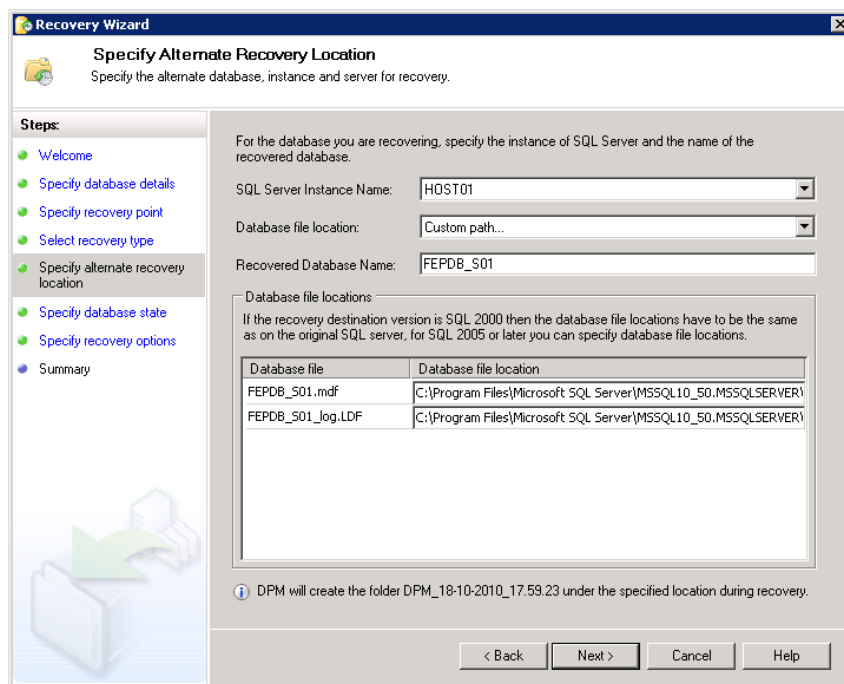 Recovery Wizard
Specify Alternate Recovery Location
Specify the alternate database, instance and server for recovery.
Steps:
Welcome
Specify database details
Specify recovery point
Select recovery type
Specify alternate recovery
location
Specify database state
Specify recovery options
Summary
For the database you are recovering, specify the instance of SQL Server and the name of the
recovered database.
SQL Server Instance Name: HOST01
Database file location: Custom path...
Recovered Database Name: FEPDB_S01
Database file locations
If the recovery destination version is SQL 2000 then the database file locations have to be the same
as on the original SQL server, for SQL 2005 or later you can specify database file locations.
Database file Database file location
FEPDB_S01.mdf C:\Program Files\Microsoft SQL Server\MSSQL10_50.MSSQLSERVER\
FEPDB_S01_log.LDF C:\Program Files\Microsoft SQL Server\MSSQL10_50.MSSQLSERVER\
DPM will create the folder DPM_18-10-2010_17.59.23 under the specified location during recovery.
< Back Next > Cancel Help